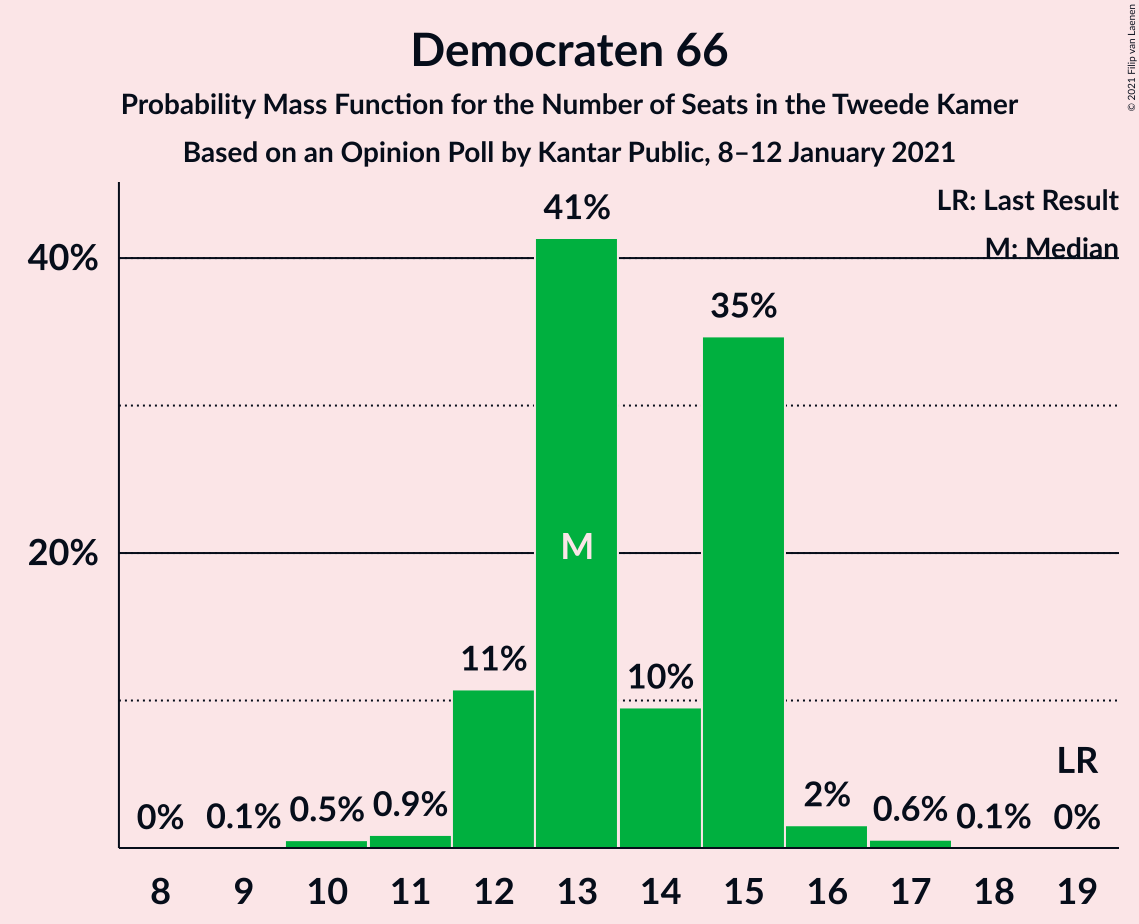 © 2021 Filip van Laenen
Democraten 66
Probability Mass Function for the Number of Seats in the Tweede Kamer
Based on an Opinion Poll by Kantar Public, 8–12 January 2021
LR: Last Result
M: Median
40%
20%
0% 0.1% 0.5% 0.9% 11% 41% 10% 35% 2% 0.6% 0.1% 0%
M
LR
8 9 10 11 12 13 14 15 16 17 18 19